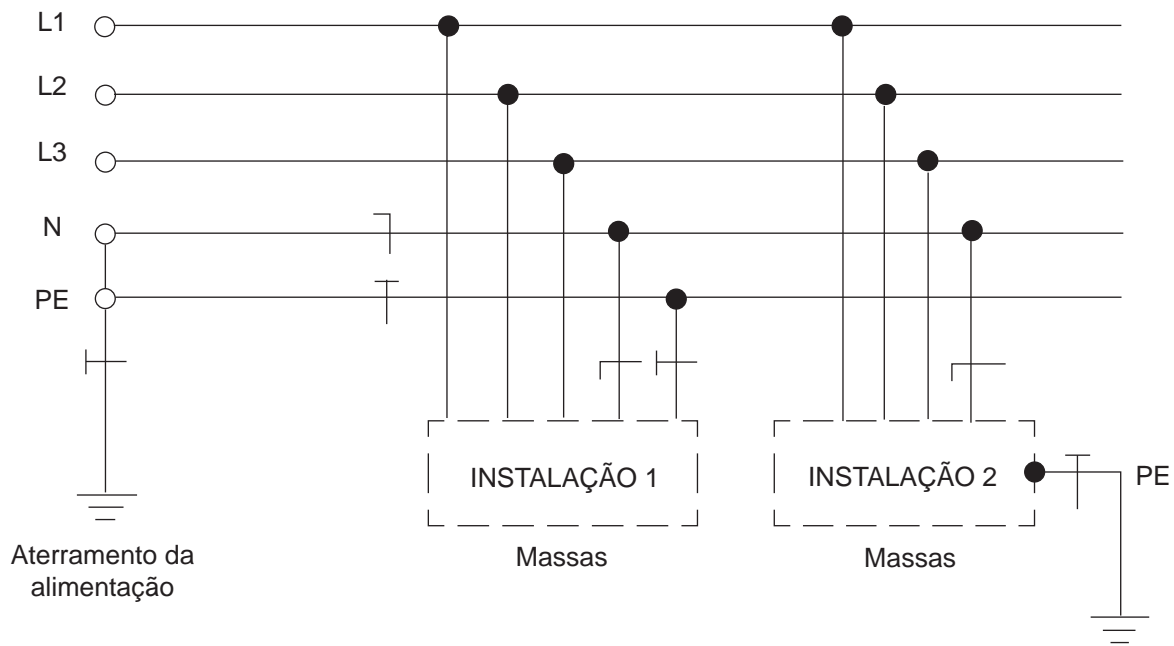 L1
L2
L3
N
PE
INSTALAÇÃO 1
INSTALAÇÃO 2
PE
Aterramento da
alimentação
Massas
Massas